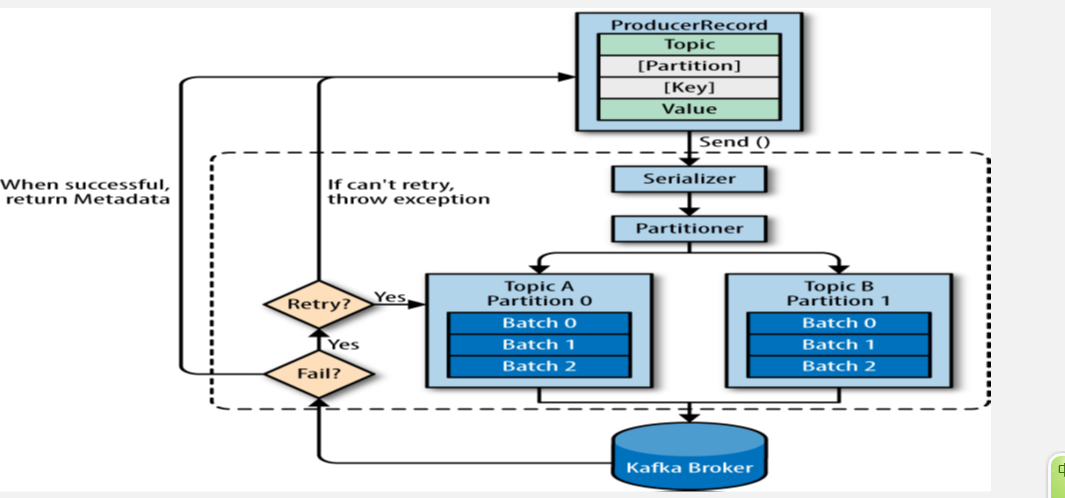 ProducerRecord
Topic
[Partition]
[Key]
Value
Send ()
When successful,
return Metadata
If can't retry,
throw exception
Serializer
Partitioner
Topic A
Partition 0
Batch 0
Batch 1
Batch 2
Topic B
Partition 1
Batch 0
Batch 1
Batch 2
Retry?
Yes
Yes
Fail?
Kafka Broker